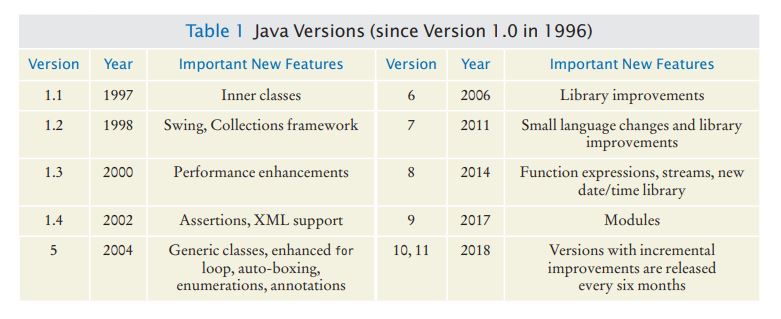 Table 1 Java Versions (since Version 1.0 in 1996)
Version Year Important New Features Version Year Important New Features
1.1 1997 Inner classes 6 2006 Library improvements
1.2 1998 Swing, Collections framework 7 2011 Small language changes and library
improvements
1.3 2000 Performance enhancements 8 2014 Function expressions, streams, new
date/time library
1.4 2002 Assertions, XML support 9 2017 Modules
5 2004 Generic classes, enhanced for 10, 11 2018 Versions with incremental
loop, auto-boxing, improvements are released
enumerations, annotations every six months